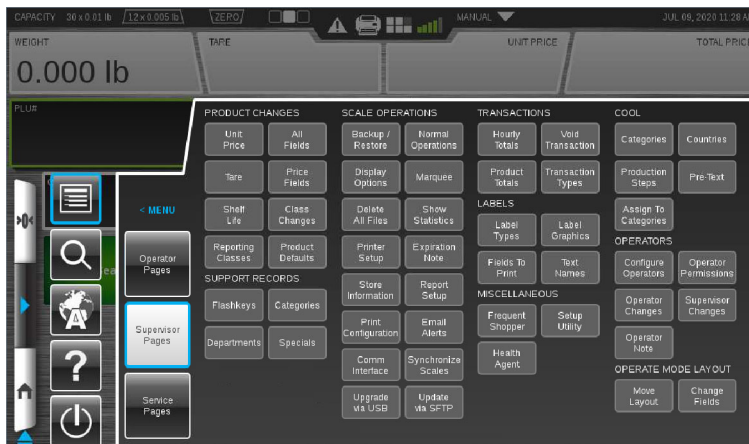 CAPACITY 30 x 0.01 lb 12 x 0.005 lb ZERO MANUAL JUL 09, 2020 11:28
WEIGHT TARE UNIT PRICE TOTAL PRICE
0.000 lb
PLU#
PRODUCT CHANGES
Unit Price
All Fields
Tare
Price Fields
Shelf Life
Class Changes
Reporting Classes
Product Defaults
SUPPORT RECORDS
Flashkeys
Categories
Departments
Specials
SCALE OPERATIONS
Backup / Restore
Normal Operations
Display Options
Marquee
Delete All Files
Show Statistics
Printer Setup
Expiration Note
Store Information
Report Setup
Print Configuration
Email Alerts
Comm Interface
Synchronize Scales
Upgrade via USB
Update via SFTP
TRANSACTIONS
Hourly Totals
Void Transaction
Product Totals
Transaction Types
LABELS
Label Types
Label Graphics
Fields To Print
Text Names
MISCELLANEOUS
Frequent Shopper
Setup Utility
Health Agent
COOL
Categories
Countries
Production Steps
Pre-Text
Assign To Categories
OPERATORS
Configure Operators
Operator Permissions
Operator Changes
Supervisor Changes
Operator Note
OPERATE MODE LAYOUT
Move Layout
Change Fields
< MENU
Operator Pages
Supervisor Pages
Service Pages
>0<
A
?